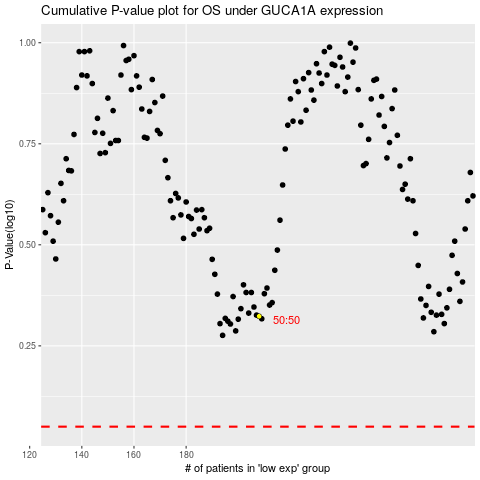 Cumulative P-value plot for OS under GUCA1A expression
P-Value(log10)
1.00
0.75
0.50
0.25
50:50
120 140 160 180
# of patients in 'low exp' group